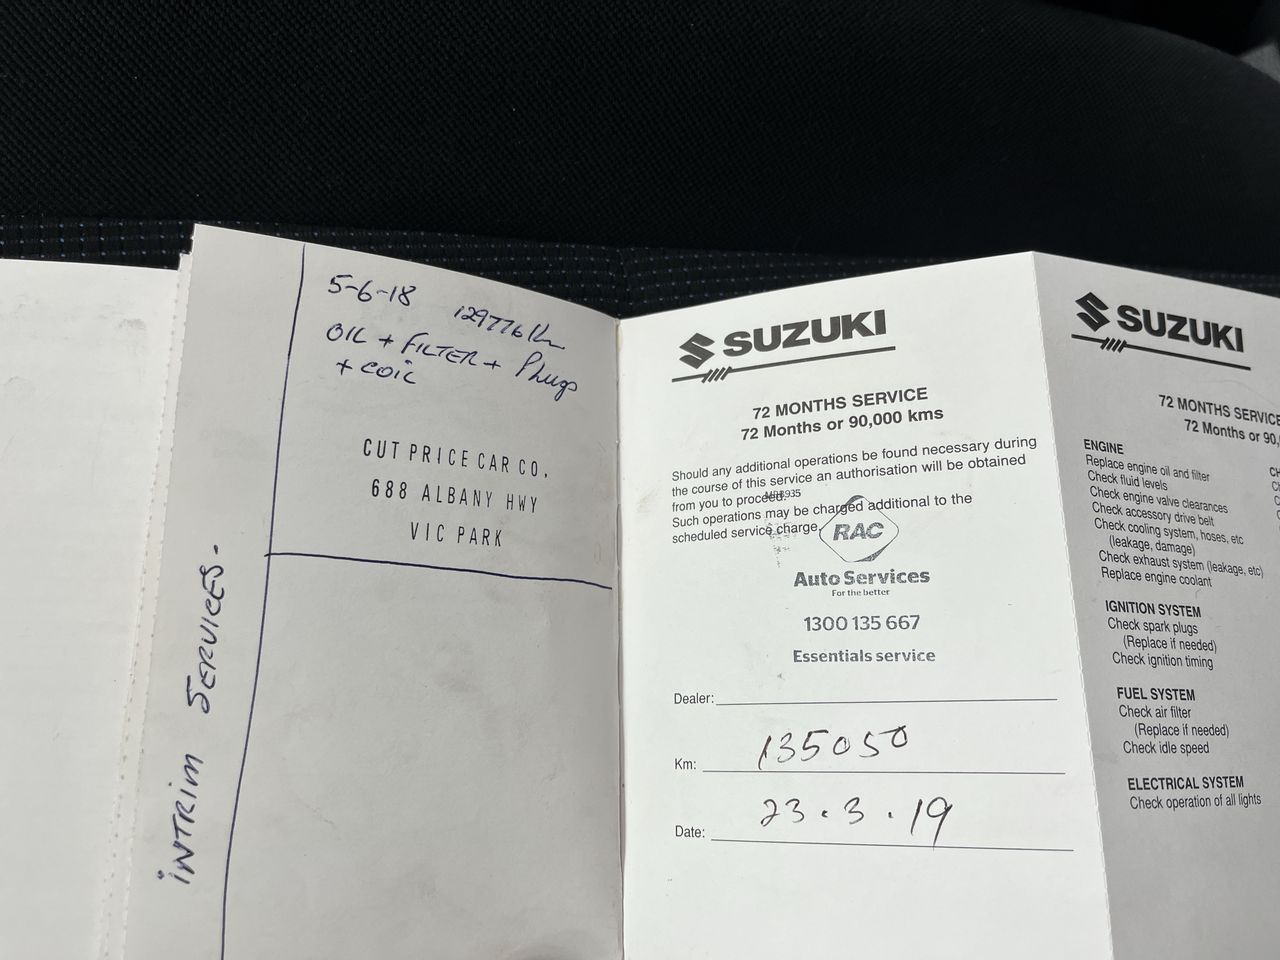 5-6-18 129776 Km
OIL + FILTER + Plugs
+ COIL
CUT PRICE CAR CO.
688 ALBANY HWY
VIC PARK
INTRIM SERVICES.
SUZUKI
72 MONTHS SERVICE
72 Months or 90,000 kms
Should any additional operations be found necessary during
the course of this service an authorisation will be obtained
from you to proceed.
Such operations may be charged additional to the
scheduled service charge.
RAC
Auto Services
For the better
1300 135 667
Essentials service
Dealer:
Km: 135050
Date: 23.3.19
SUZUKI
72 MONTHS SERVICE
72 Months or 90,
ENGINE
Replace engine oil and filter
Check fluid levels
Check engine valve clearances
Check accessory drive belt
Check cooling system, hoses, etc
(leakage, damage)
Check exhaust system (leakage, etc)
Replace engine coolant
IGNITION SYSTEM
Check spark plugs
(Replace if needed)
Check ignition timing
FUEL SYSTEM
Check air filter
(Replace if needed)
Check idle speed
ELECTRICAL SYSTEM
Check operation of all lights